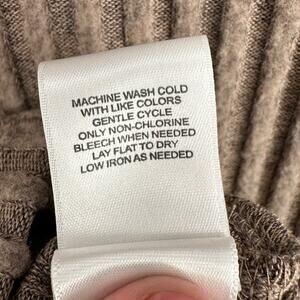 MACHINE WASH COLD
WITH LIKE COLORS
GENTLE CYCLE
ONLY NON-CHLORINE
BLEECH WHEN NEEDED
LAY FLAT TO DRY
LOW IRON AS NEEDED